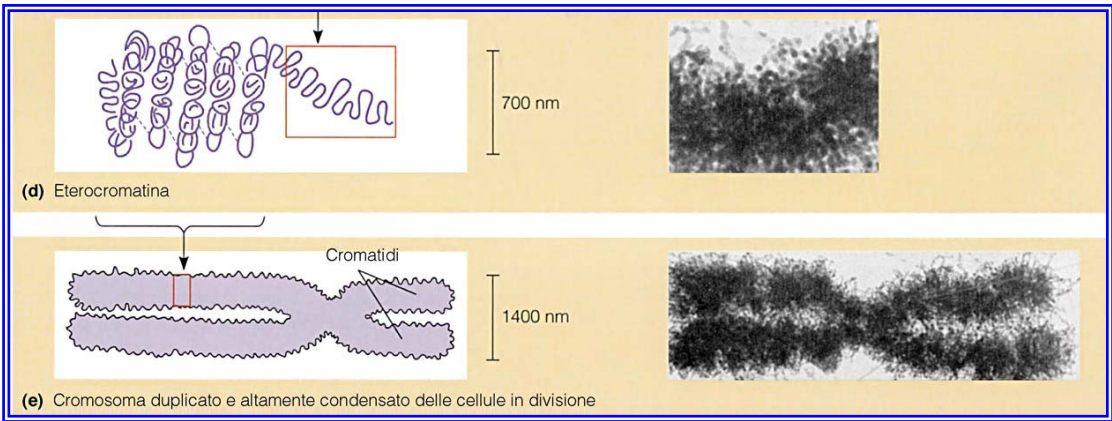 700 nm
(d) Eterocromatina
Cromatidi
1400 nm
(e) Cromosoma duplicato e altamente condensato delle cellule in divisione